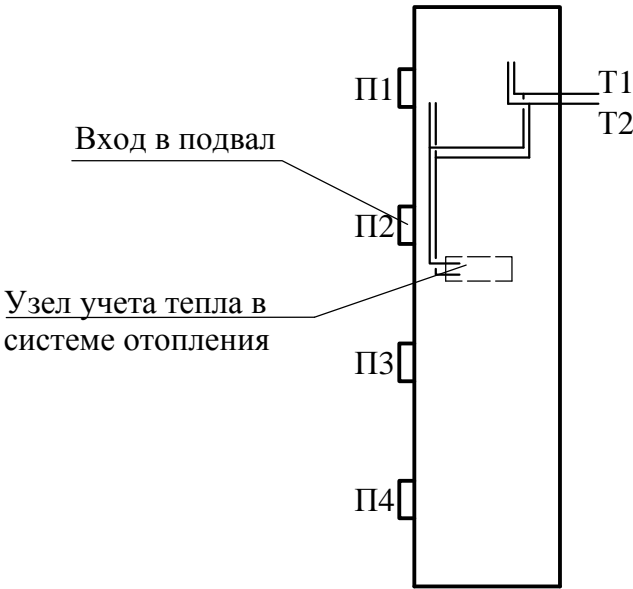 П1
Т1
Т2
Вход в подвал
П2
Узел учета тепла в
системе отопления
П3
П4